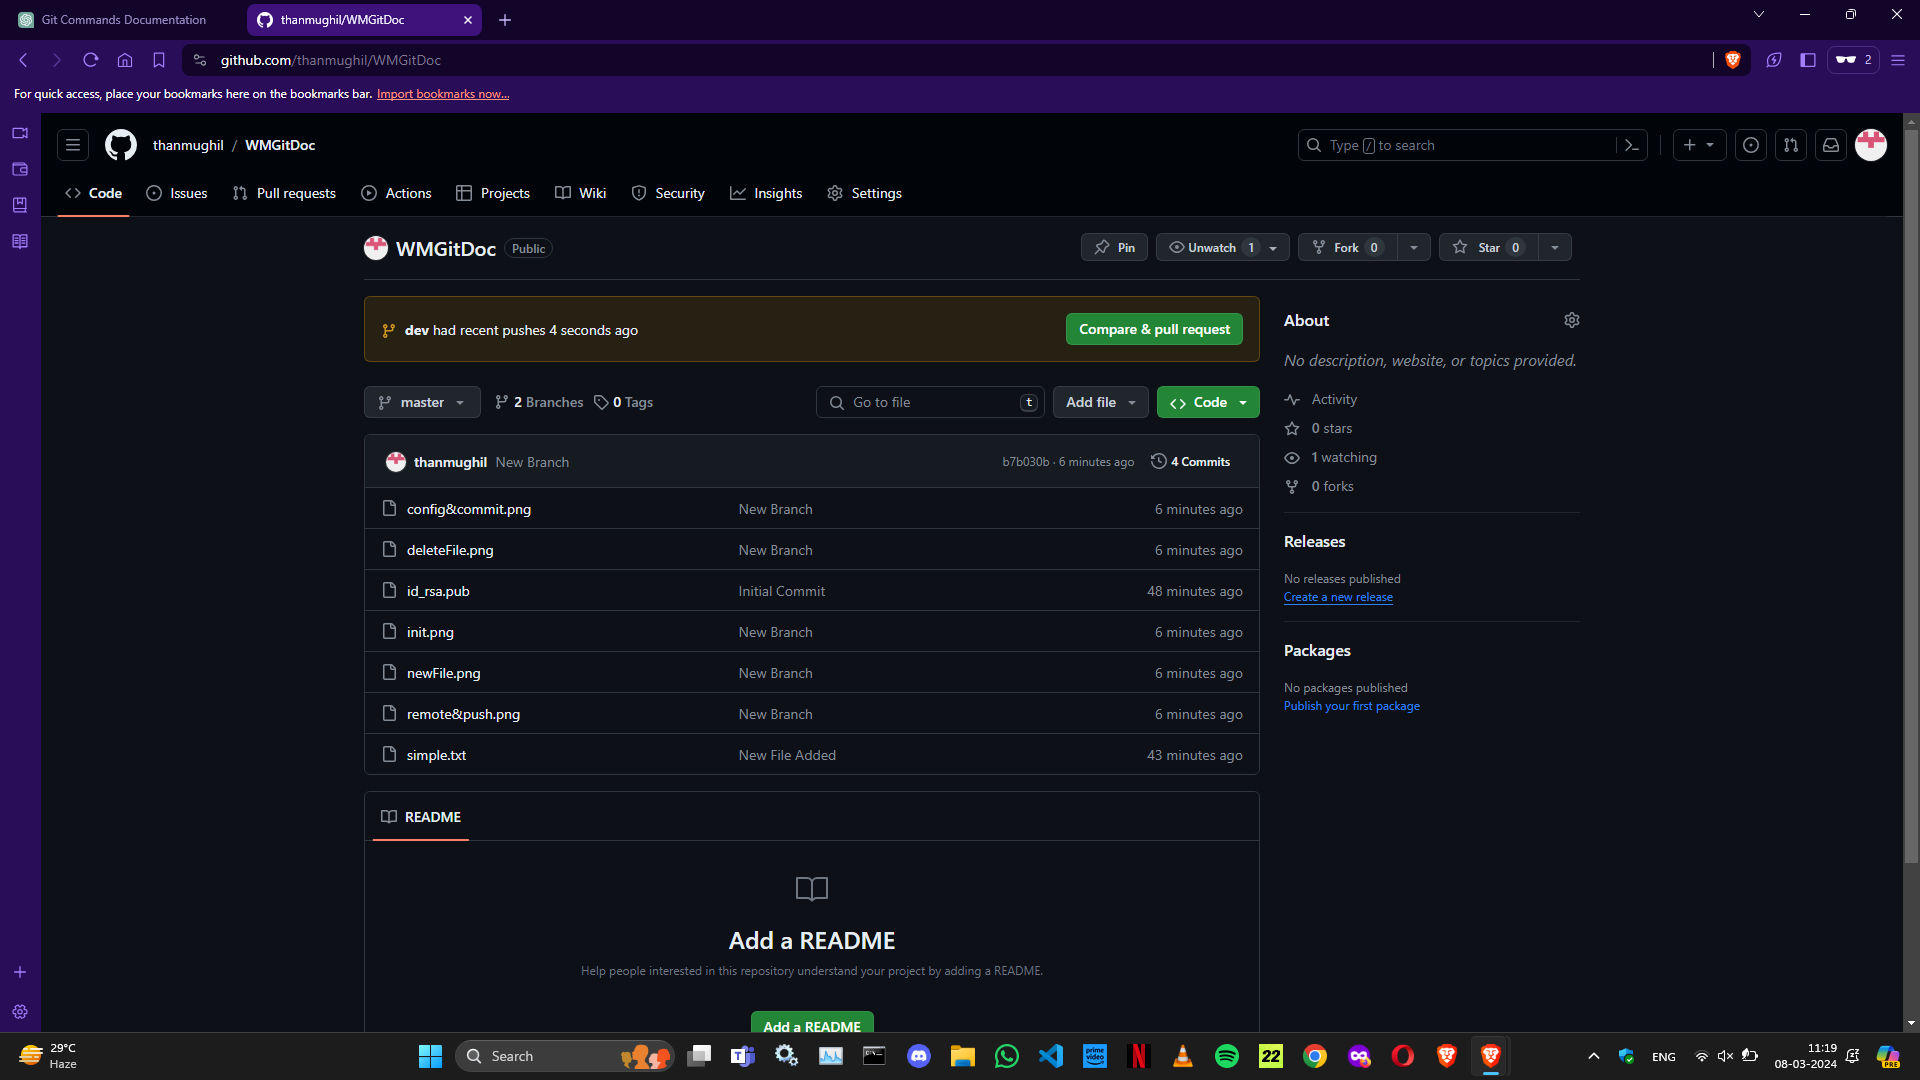 Git Commands Documentation
thanmughil/WMGitDoc
github.com/thanmughil/WMGitDoc
2
For quick access, place your bookmarks here on the bookmarks bar. Import bookmarks now...
thanmughil / WMGitDoc
Type / to search
Code Issues Pull requests Actions Projects Wiki Security Insights Settings
WMGitDoc Public
Pin Unwatch 1 Fork 0 Star 0
dev had recent pushes 4 seconds ago
Compare & pull request
master 2 Branches 0 Tags
Go to file t Add file Code
thanmughil New Branch b7b030b · 6 minutes ago 4 Commits
config&commit.png New Branch 6 minutes ago
deleteFile.png New Branch 6 minutes ago
id_rsa.pub Initial Commit 48 minutes ago
init.png New Branch 6 minutes ago
newFile.png New Branch 6 minutes ago
remote&push.png New Branch 6 minutes ago
simple.txt New File Added 43 minutes ago
README
Add a README
Help people interested in this repository understand your project by adding a README.
Add a README
About
No description, website, or topics provided.
Activity
0 stars
1 watching
0 forks
Releases
No releases published
Create a new release
Packages
No packages published
Publish your first package
29°C
Haze
Search
prime video
N
22
ENG
11:19
08-03-2024
PRE